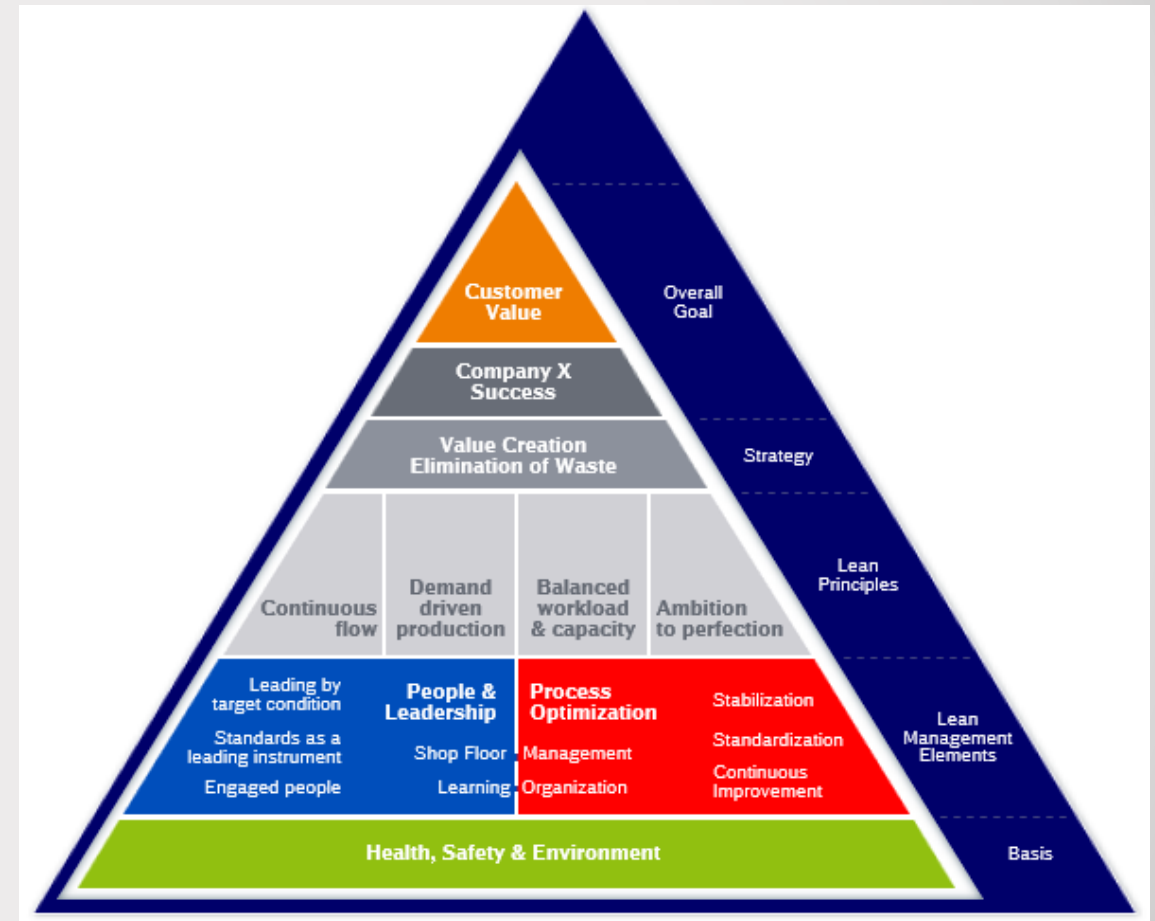 Customer
Value
Overall
Goal
Company X
Success
Value Creation
Elimination of Waste
Strategy
Continuous
flow
Demand
driven
production
Balanced
workload
& capacity
Ambition
to perfection
Lean
Principles
Leading by
target condition
Standards as a
leading instrument
Engaged people
People &
Leadership
Process
Optimization
Shop Floor Management
Learning Organization
Stabilization
Standardization
Continuous
Improvement
Lean
Management
Elements
Health, Safety & Environment
Basis